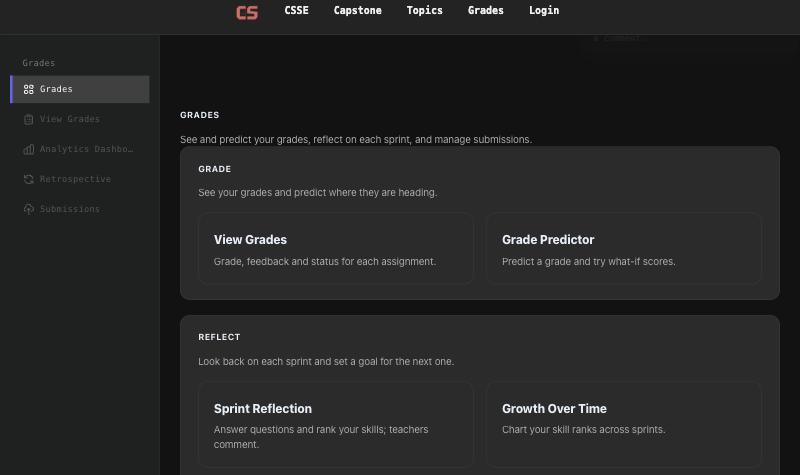 CS CSSE Capstone Topics Grades Login
comment.
Grades
Grades
View Grades
Analytics Dashbo…
Retrospective
Submissions
GRADES
See and predict your grades, reflect on each sprint, and manage submissions.
GRADE
See your grades and predict where they are heading.
View Grades
Grade, feedback and status for each assignment.
Grade Predictor
Predict a grade and try what-if scores.
REFLECT
Look back on each sprint and set a goal for the next one.
Sprint Reflection
Answer questions and rank your skills; teachers
comment.
Growth Over Time
Chart your skill ranks across sprints.